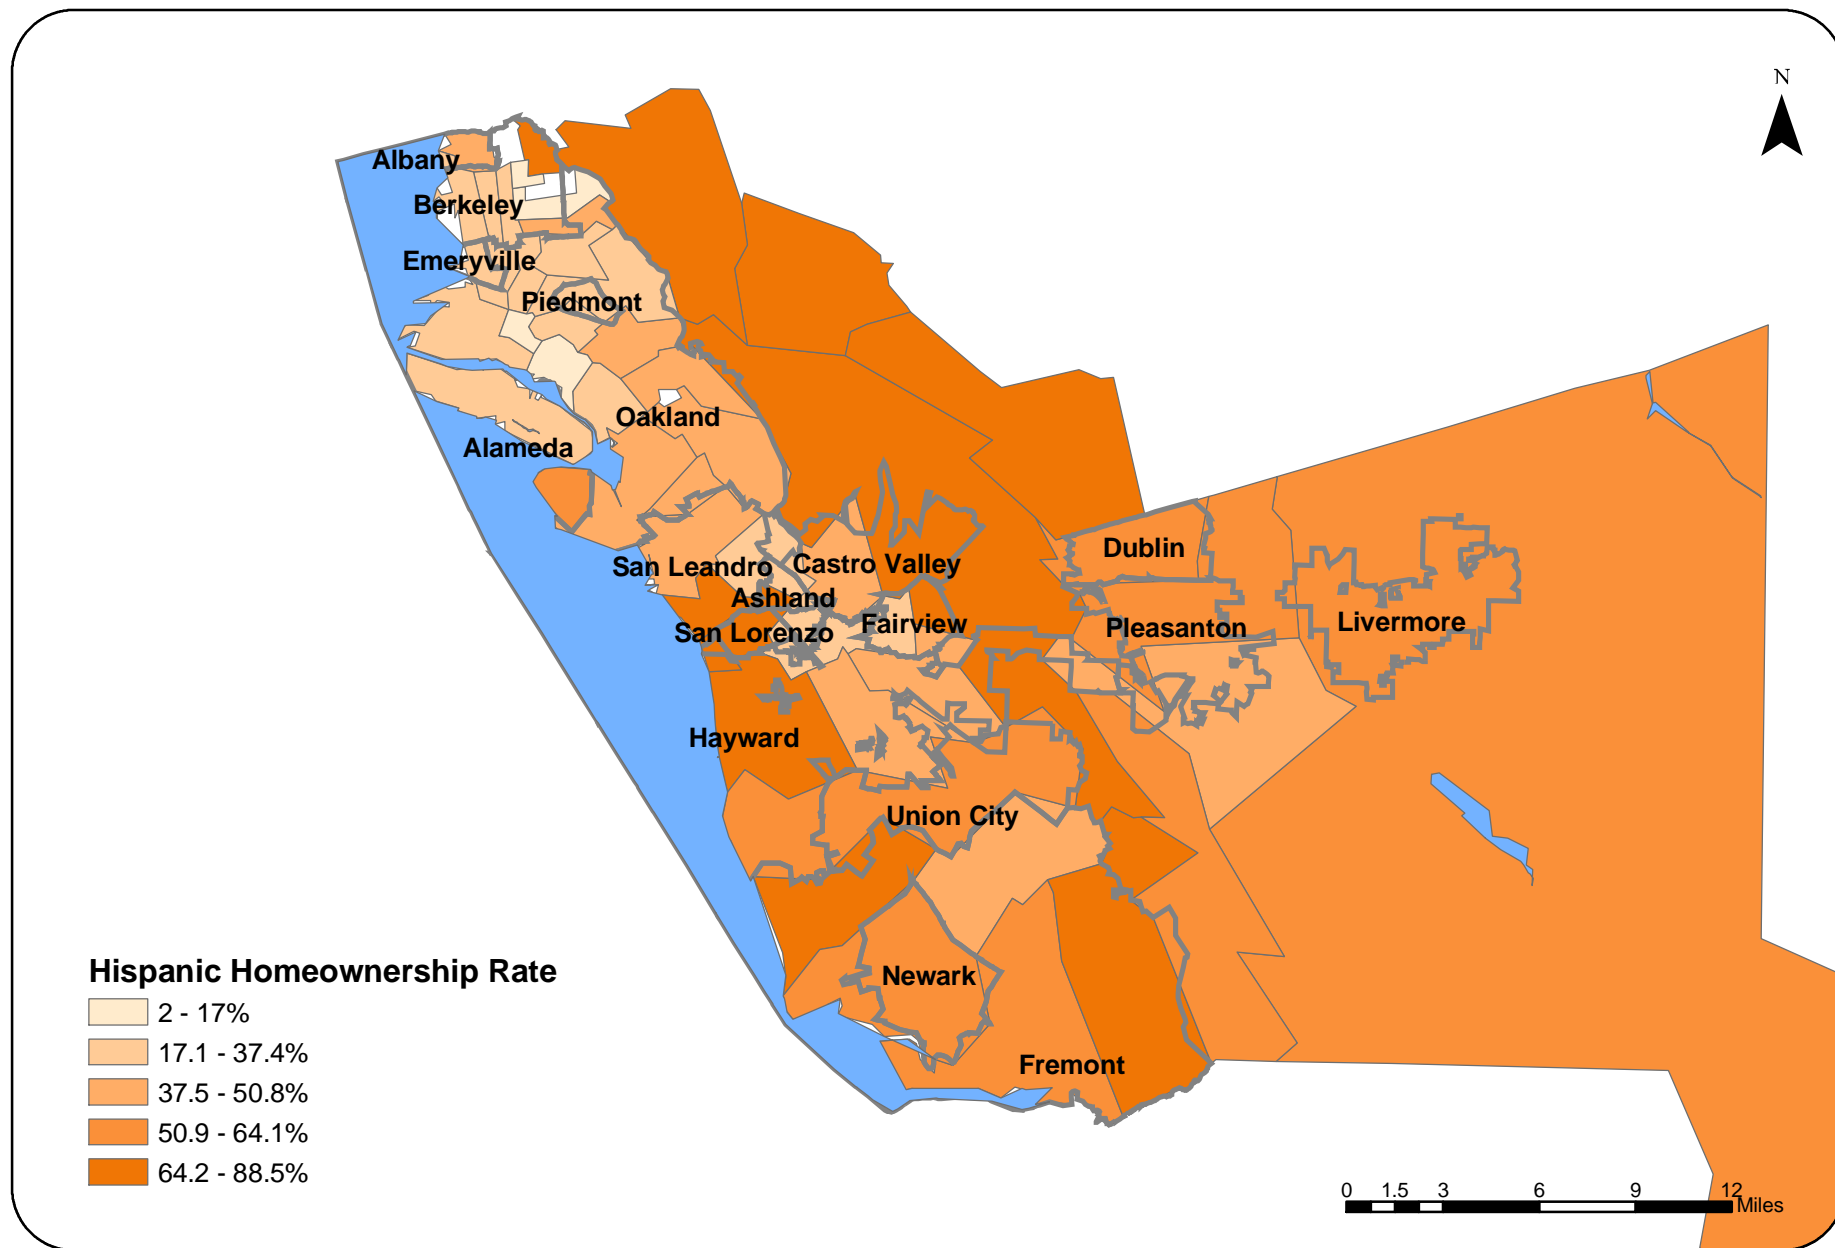 N
Albany
Berkeley
Emeryville
Piedmont
Oakland
Alameda
San Leandro
Castro Valley
Dublin
Ashland
San Lorenzo
Fairview
Pleasanton
Livermore
Hayward
Union City
Newark
Fremont
Hispanic Homeownership Rate
2 - 17%
17.1 - 37.4%
37.5 - 50.8%
50.9 - 64.1%
64.2 - 88.5%
0 1.5 3 6 9 12
Miles